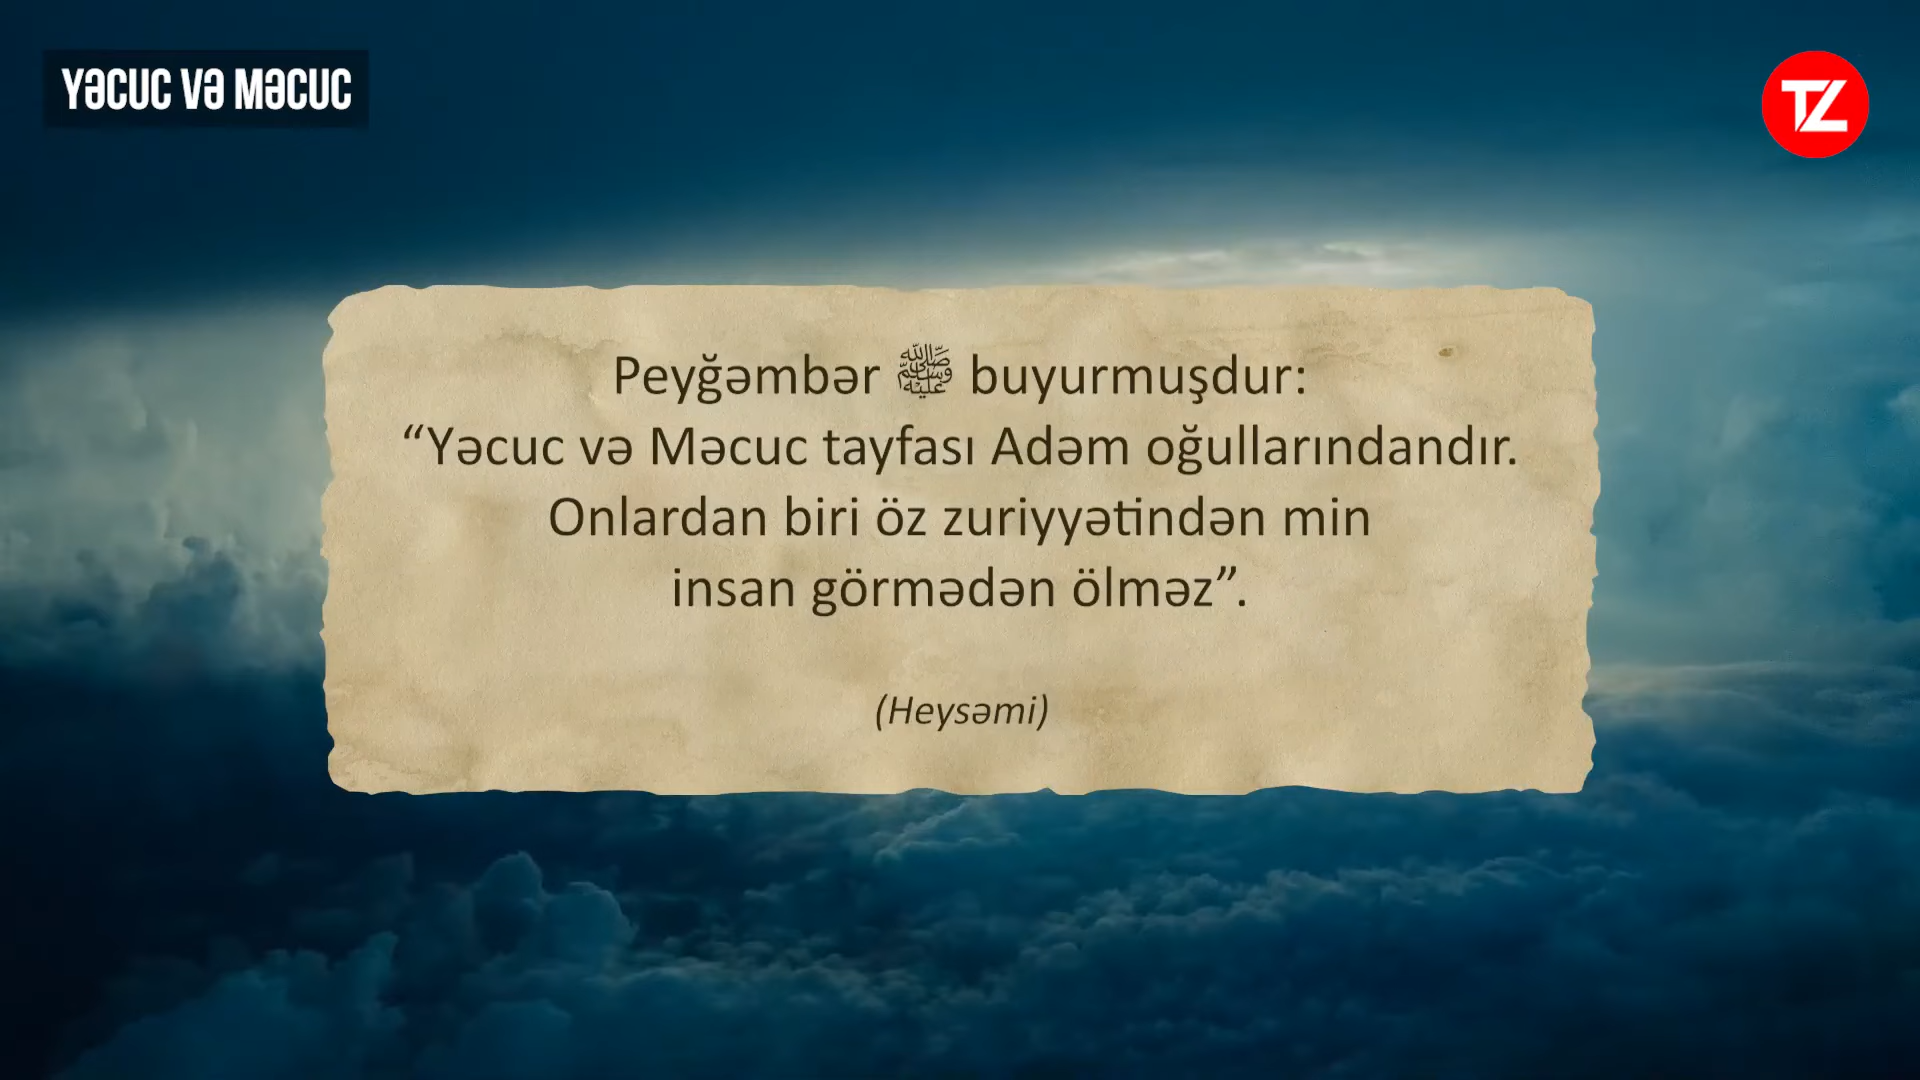 YƏCUC VƏ MƏCUC
TZ
Peyğəmbər ﷺ buyurmuşdur:
“Yəcuc və Məcuc tayfası Adəm oğullarındandır.
Onlardan biri öz zuriyyətindən min
insan görmədən ölməz”.
(Heysəmi)